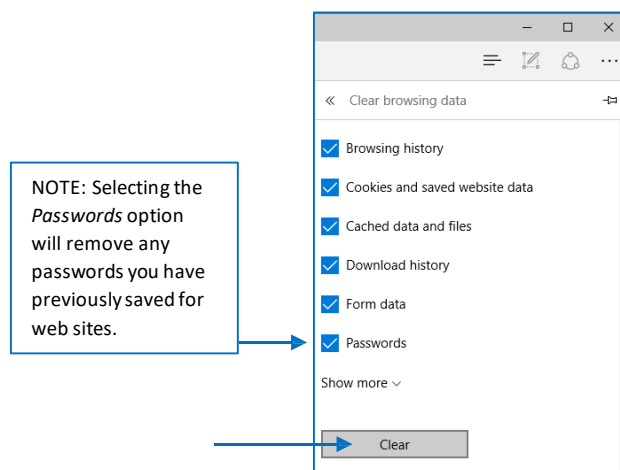 Clear browsing data
Browsing history
Cookies and saved website data
Cached data and files
Download history
Form data
Passwords
Show more
Clear
NOTE: Selecting the
Passwords option
will remove any
passwords you have
previously saved for
web sites.